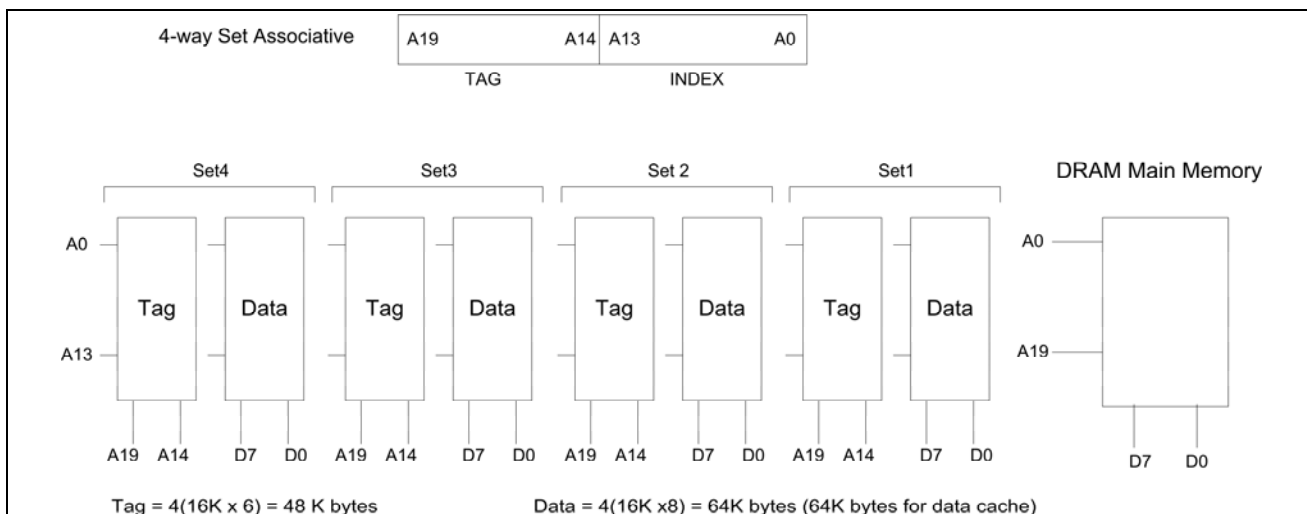 4-way Set Associative A19 A14 A13 A0
TAG INDEX
Set4 Set3 Set 2 Set1 DRAM Main Memory
A0 A0
Tag Data Tag Data Tag Data Tag Data
A13 A19
A19 A14 D7 D0 A19 A14 D7 D0 A19 A14 D7 D0 A19 A14 D7 D0 D7 D0
Tag = 4(16K x 6) = 48 K bytes Data = 4(16K x8) = 64K bytes (64K bytes for data cache)